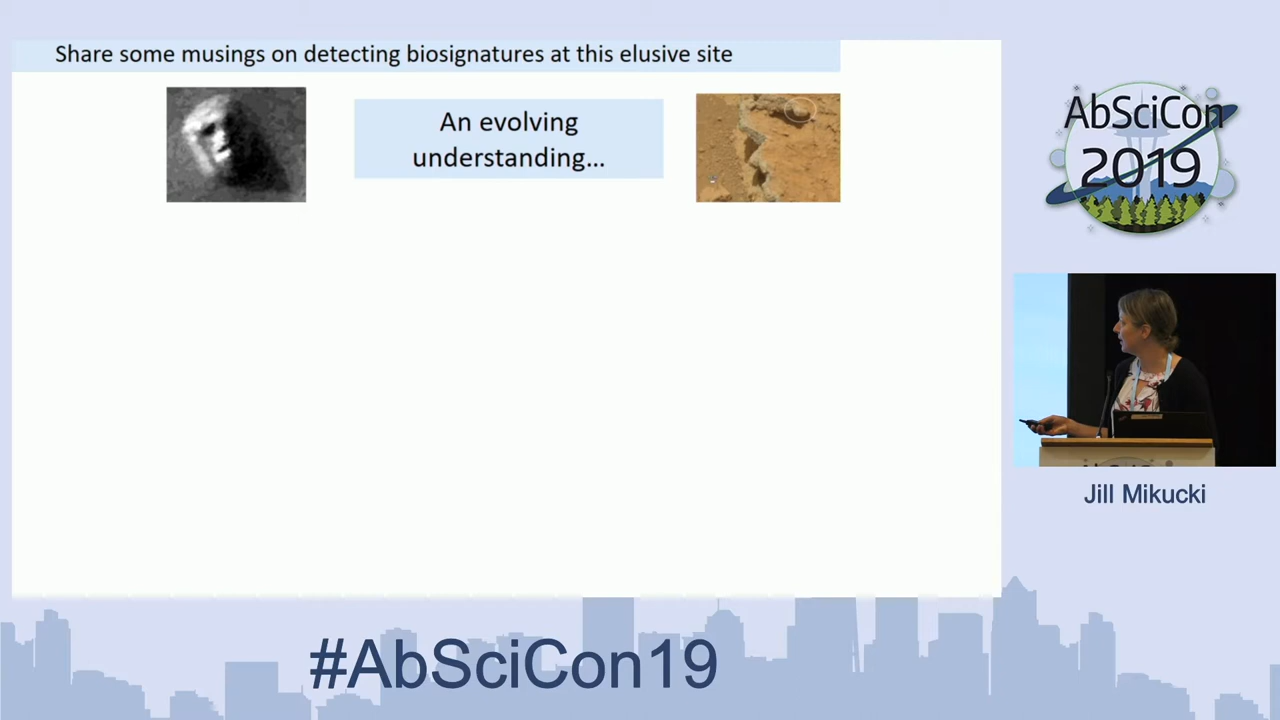 Share some musings on detecting biosignatures at this elusive site
An evolving
understanding...
AbSciCon
2019
Jill Mikucki
#AbSciCon19